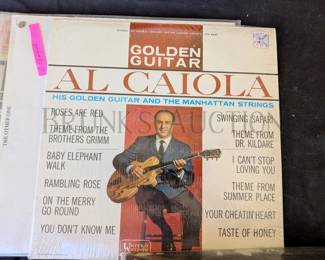 GOLDEN
GUITAR
AL CAIOLA
HIS GOLDEN GUITAR AND THE MANHATTAN STRINGS
ROSES ARE RED
THEME FROM THE
BROTHERS GRIMM
BABY ELEPHANT
WALK
RAMBLING ROSE
ON THE MERRY
GO ROUND
YOU DON'T KNOW ME
SWINGING SAFARI
THEME FROM
DR. KILDARE
I CAN'T STOP
LOVING YOU
THEME FROM
SUMMER PLACE
YOUR CHEATIN' HEART
TASTE OF HONEY
UNITED
ARTISTS